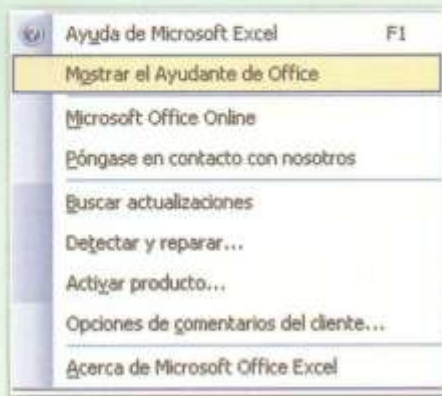 Ayuda de Microsoft Excel F1
Mostrar el Ayudante de Office
Microsoft Office Online
Póngase en contacto con nosotros
Buscar actualizaciones
Detectar y reparar...
Activar producto...
Opciones de comentarios del cliente...
Acerca de Microsoft Office Excel